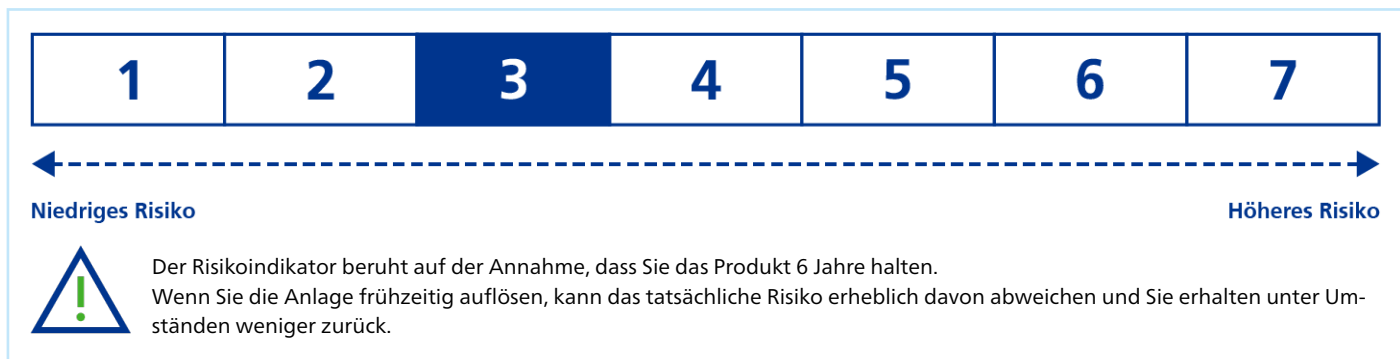 1 2 3 4 5 6 7
Niedriges Risiko Höheres Risiko
Der Risikoindikator beruht auf der Annahme, dass Sie das Produkt 6 Jahre halten.
Wenn Sie die Anlage frühzeitig auflösen, kann das tatsächliche Risiko erheblich davon abweichen und Sie erhalten unter Um-
ständen weniger zurück.